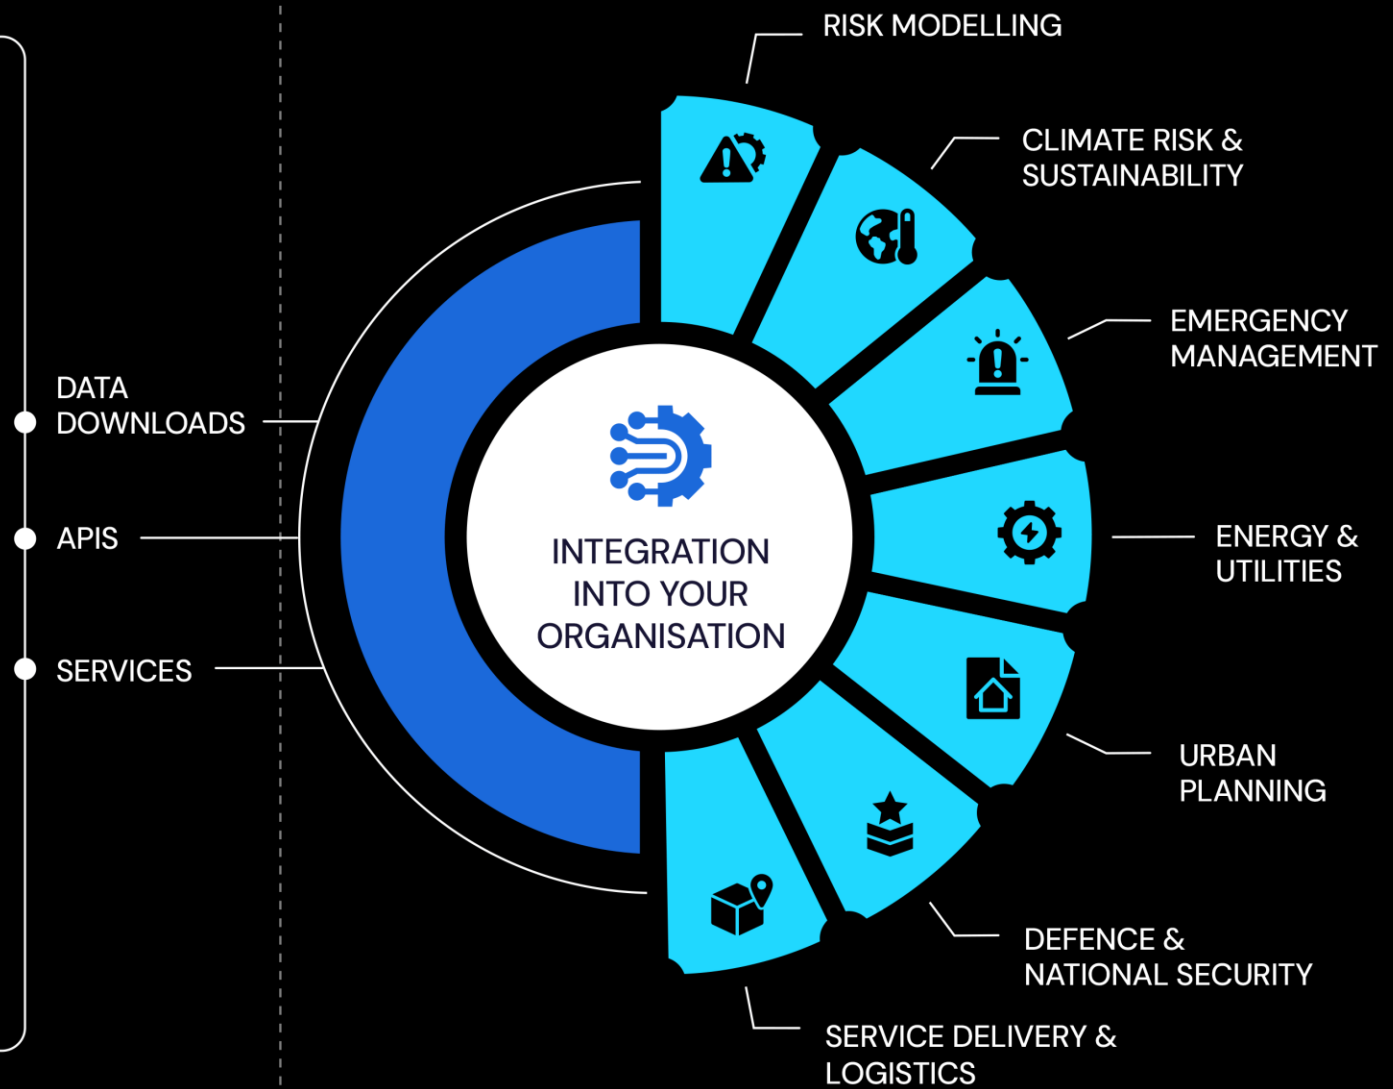 DATA
DOWNLOADS
APIS
SERVICES
INTEGRATION
INTO YOUR
ORGANISATION
RISK MODELLING
CLIMATE RISK &
SUSTAINABILITY
EMERGENCY
MANAGEMENT
ENERGY &
UTILITIES
URBAN
PLANNING
DEFENCE &
NATIONAL SECURITY
SERVICE DELIVERY &
LOGISTICS